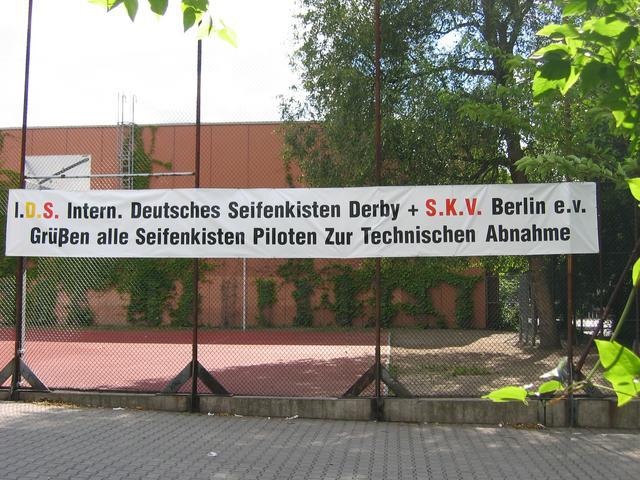 I.D.S. Intern. Deutsches Seifenkisten Derby + S.K.V. Berlin e.v.
Grüßen alle Seifenkisten Piloten Zur Technischen Abnahme